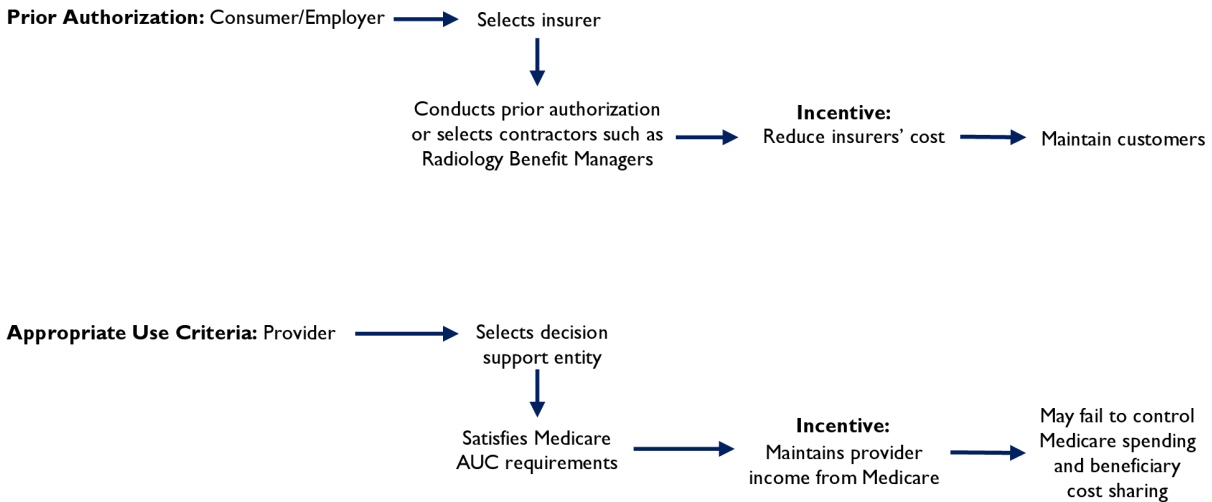 Prior Authorization: Consumer/Employer
Selects insurer
Conducts prior authorization
or selects contractors such as
Radiology Benefit Managers
Incentive:
Reduce insurers’ cost
Maintain customers
Appropriate Use Criteria: Provider
Selects decision
support entity
Satisfies Medicare
AUC requirements
Incentive:
Maintains provider
income from Medicare
May fail to control
Medicare spending
and beneficiary
cost sharing